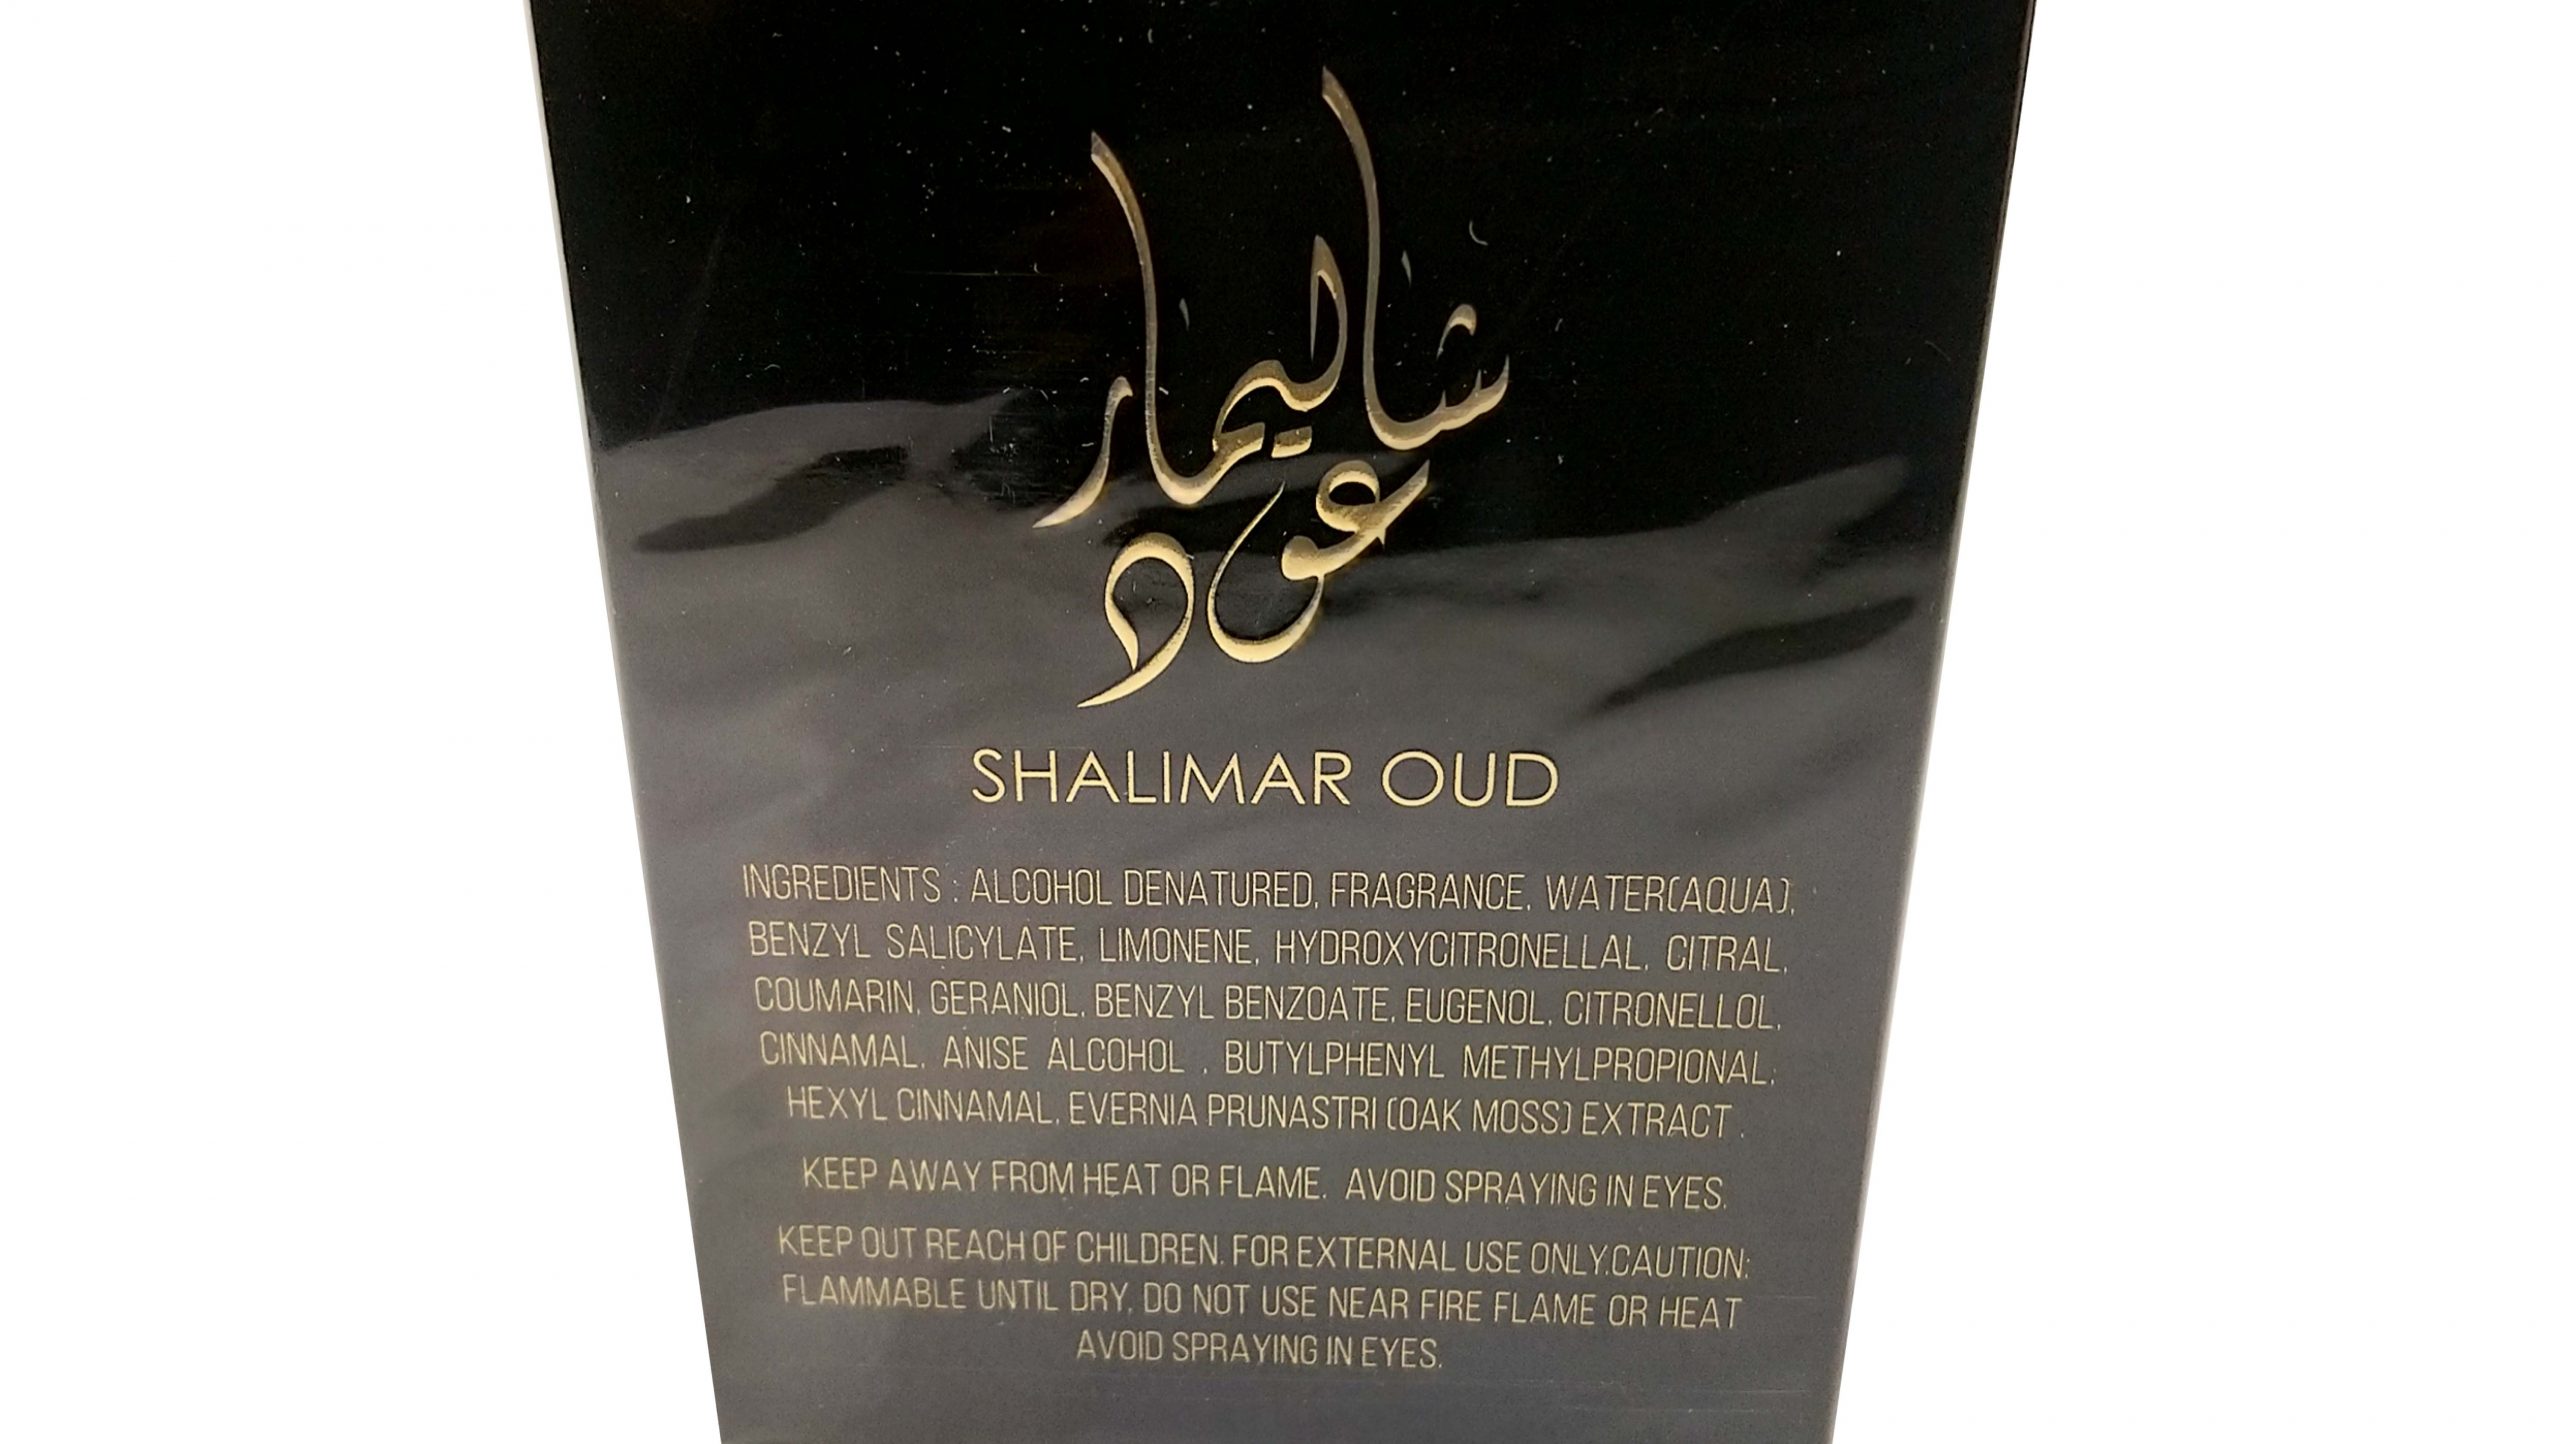 شاليمار
عود
SHALIMAR OUD
INGREDIENTS : ALCOHOL DENATURED, FRAGRANCE, WATER(AQUA),
BENZYL SALICYLATE, LIMONENE, HYDROXYCITRONELLAL, CITRAL,
COUMARIN, GERANIOL, BENZYL BENZOATE, EUGENOL, CITRONELLOL,
CINNAMAL, ANISE ALCOHOL , BUTYLPHENYL METHYLPROPIONAL,
HEXYL CINNAMAL, EVERNIA PRUNASTRI (OAK MOSS) EXTRACT .
KEEP AWAY FROM HEAT OR FLAME. AVOID SPRAYING IN EYES.
KEEP OUT REACH OF CHILDREN. FOR EXTERNAL USE ONLY.CAUTION:
FLAMMABLE UNTIL DRY, DO NOT USE NEAR FIRE FLAME OR HEAT
AVOID SPRAYING IN EYES.